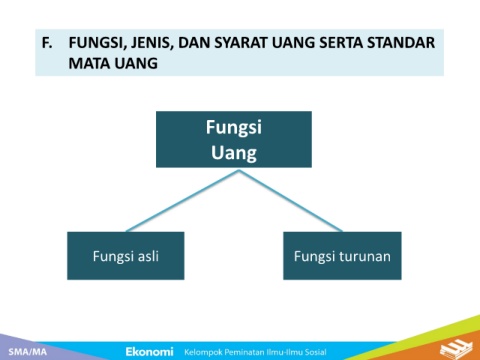 F. FUNGSI, JENIS, DAN SYARAT UANG SERTA STANDAR
MATA UANG
Fungsi
Uang
Fungsi asli
Fungsi turunan
SMA/MA
Ekonomi Kelompok Peminatan Ilmu-Ilmu Sosial